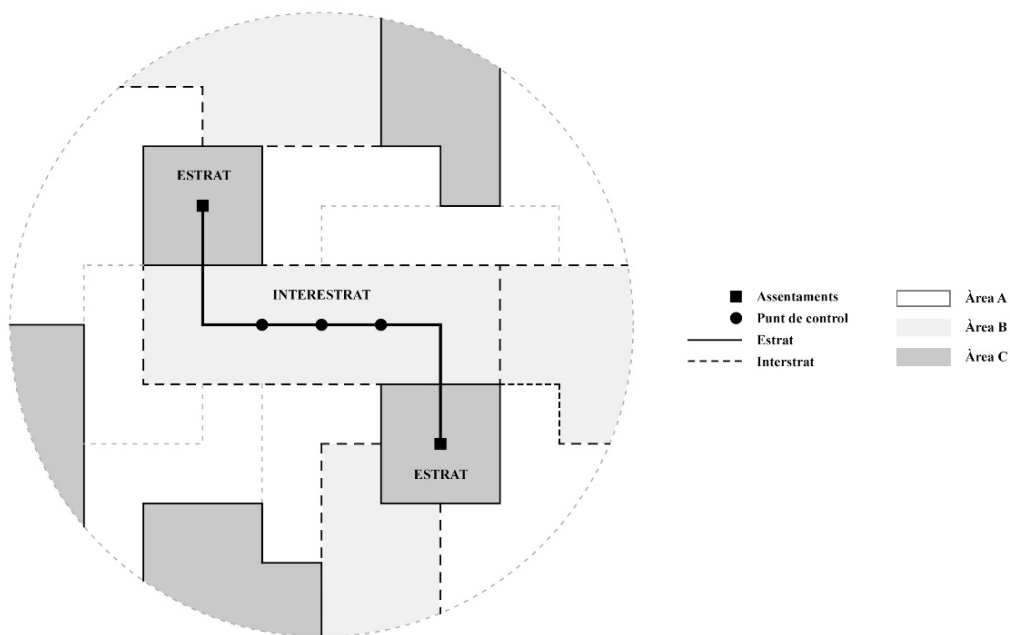 ESTRAT
INTERESTRAT
ESTRAT
Assentaments
Punt de control
Estrat
Interstrat
Àrea A
Àrea B
Àrea C